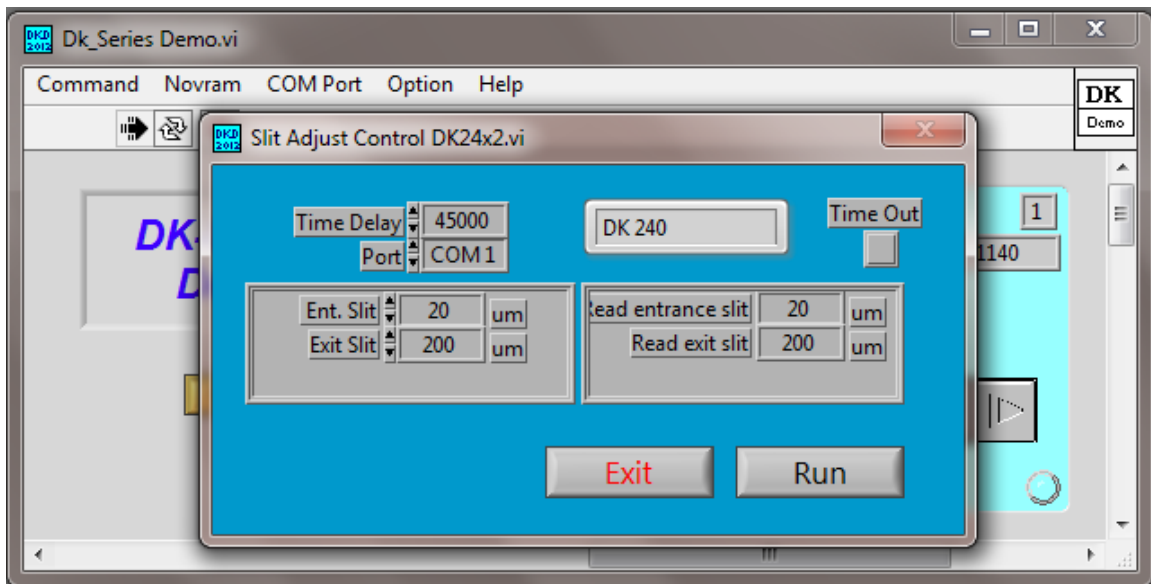 DKD 2012 Dk_Series Demo.vi
Command Novram COM Port Option Help
DK
Demo
DKD 2012 Slit Adjust Control DK24x2.vi
Time Delay 45000
Port COM 1
DK 240
Time Out
Ent. Slit 20 um
Exit Slit 200 um
Read entrance slit 20 um
Read exit slit 200 um
Exit
Run
DK
D
1
1140